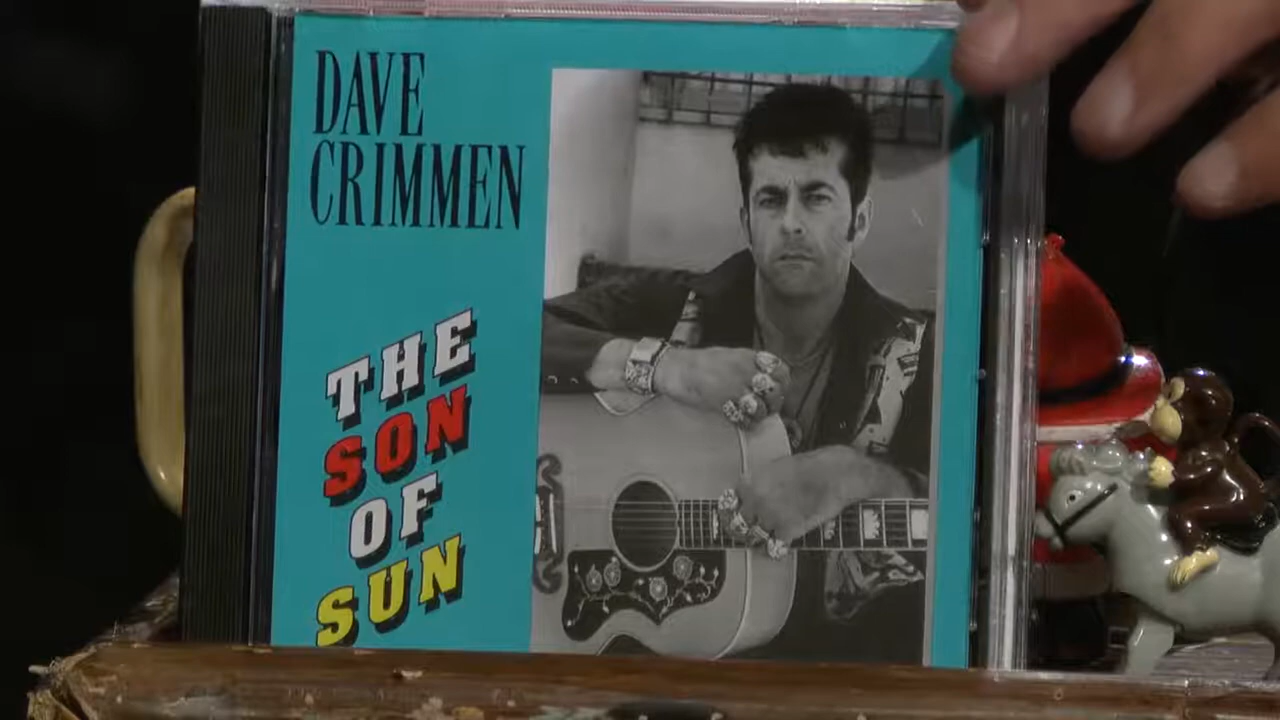 DAVE
CRIMMEN
THE
SON
OF
SUN